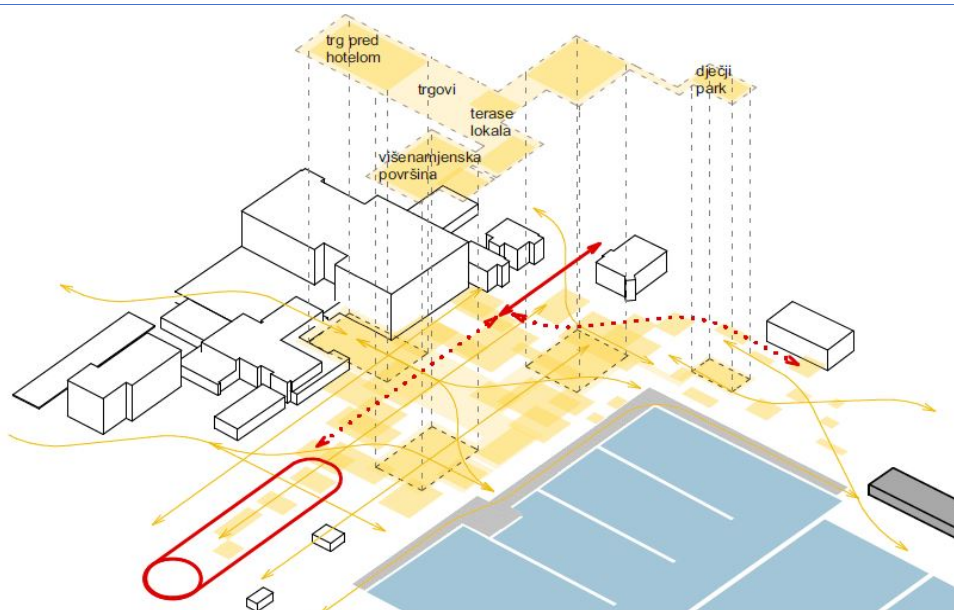 trg pred
hotelom
trgovi
terase
lokala
dječji
park
višenamjenska
površina